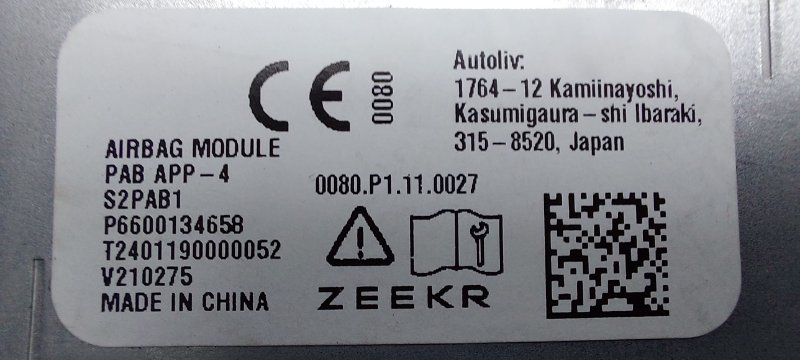 CE 0080
Autoliv:
1764-12 Kamiinayoshi,
Kasumigaura-shi Ibaraki,
315-8520, Japan
AIRBAG MODULE
PAB APP-4
S2PAB1
P6600134658
T2401190000052
V210275
MADE IN CHINA
0080.P1.11.0027
ZEEKR